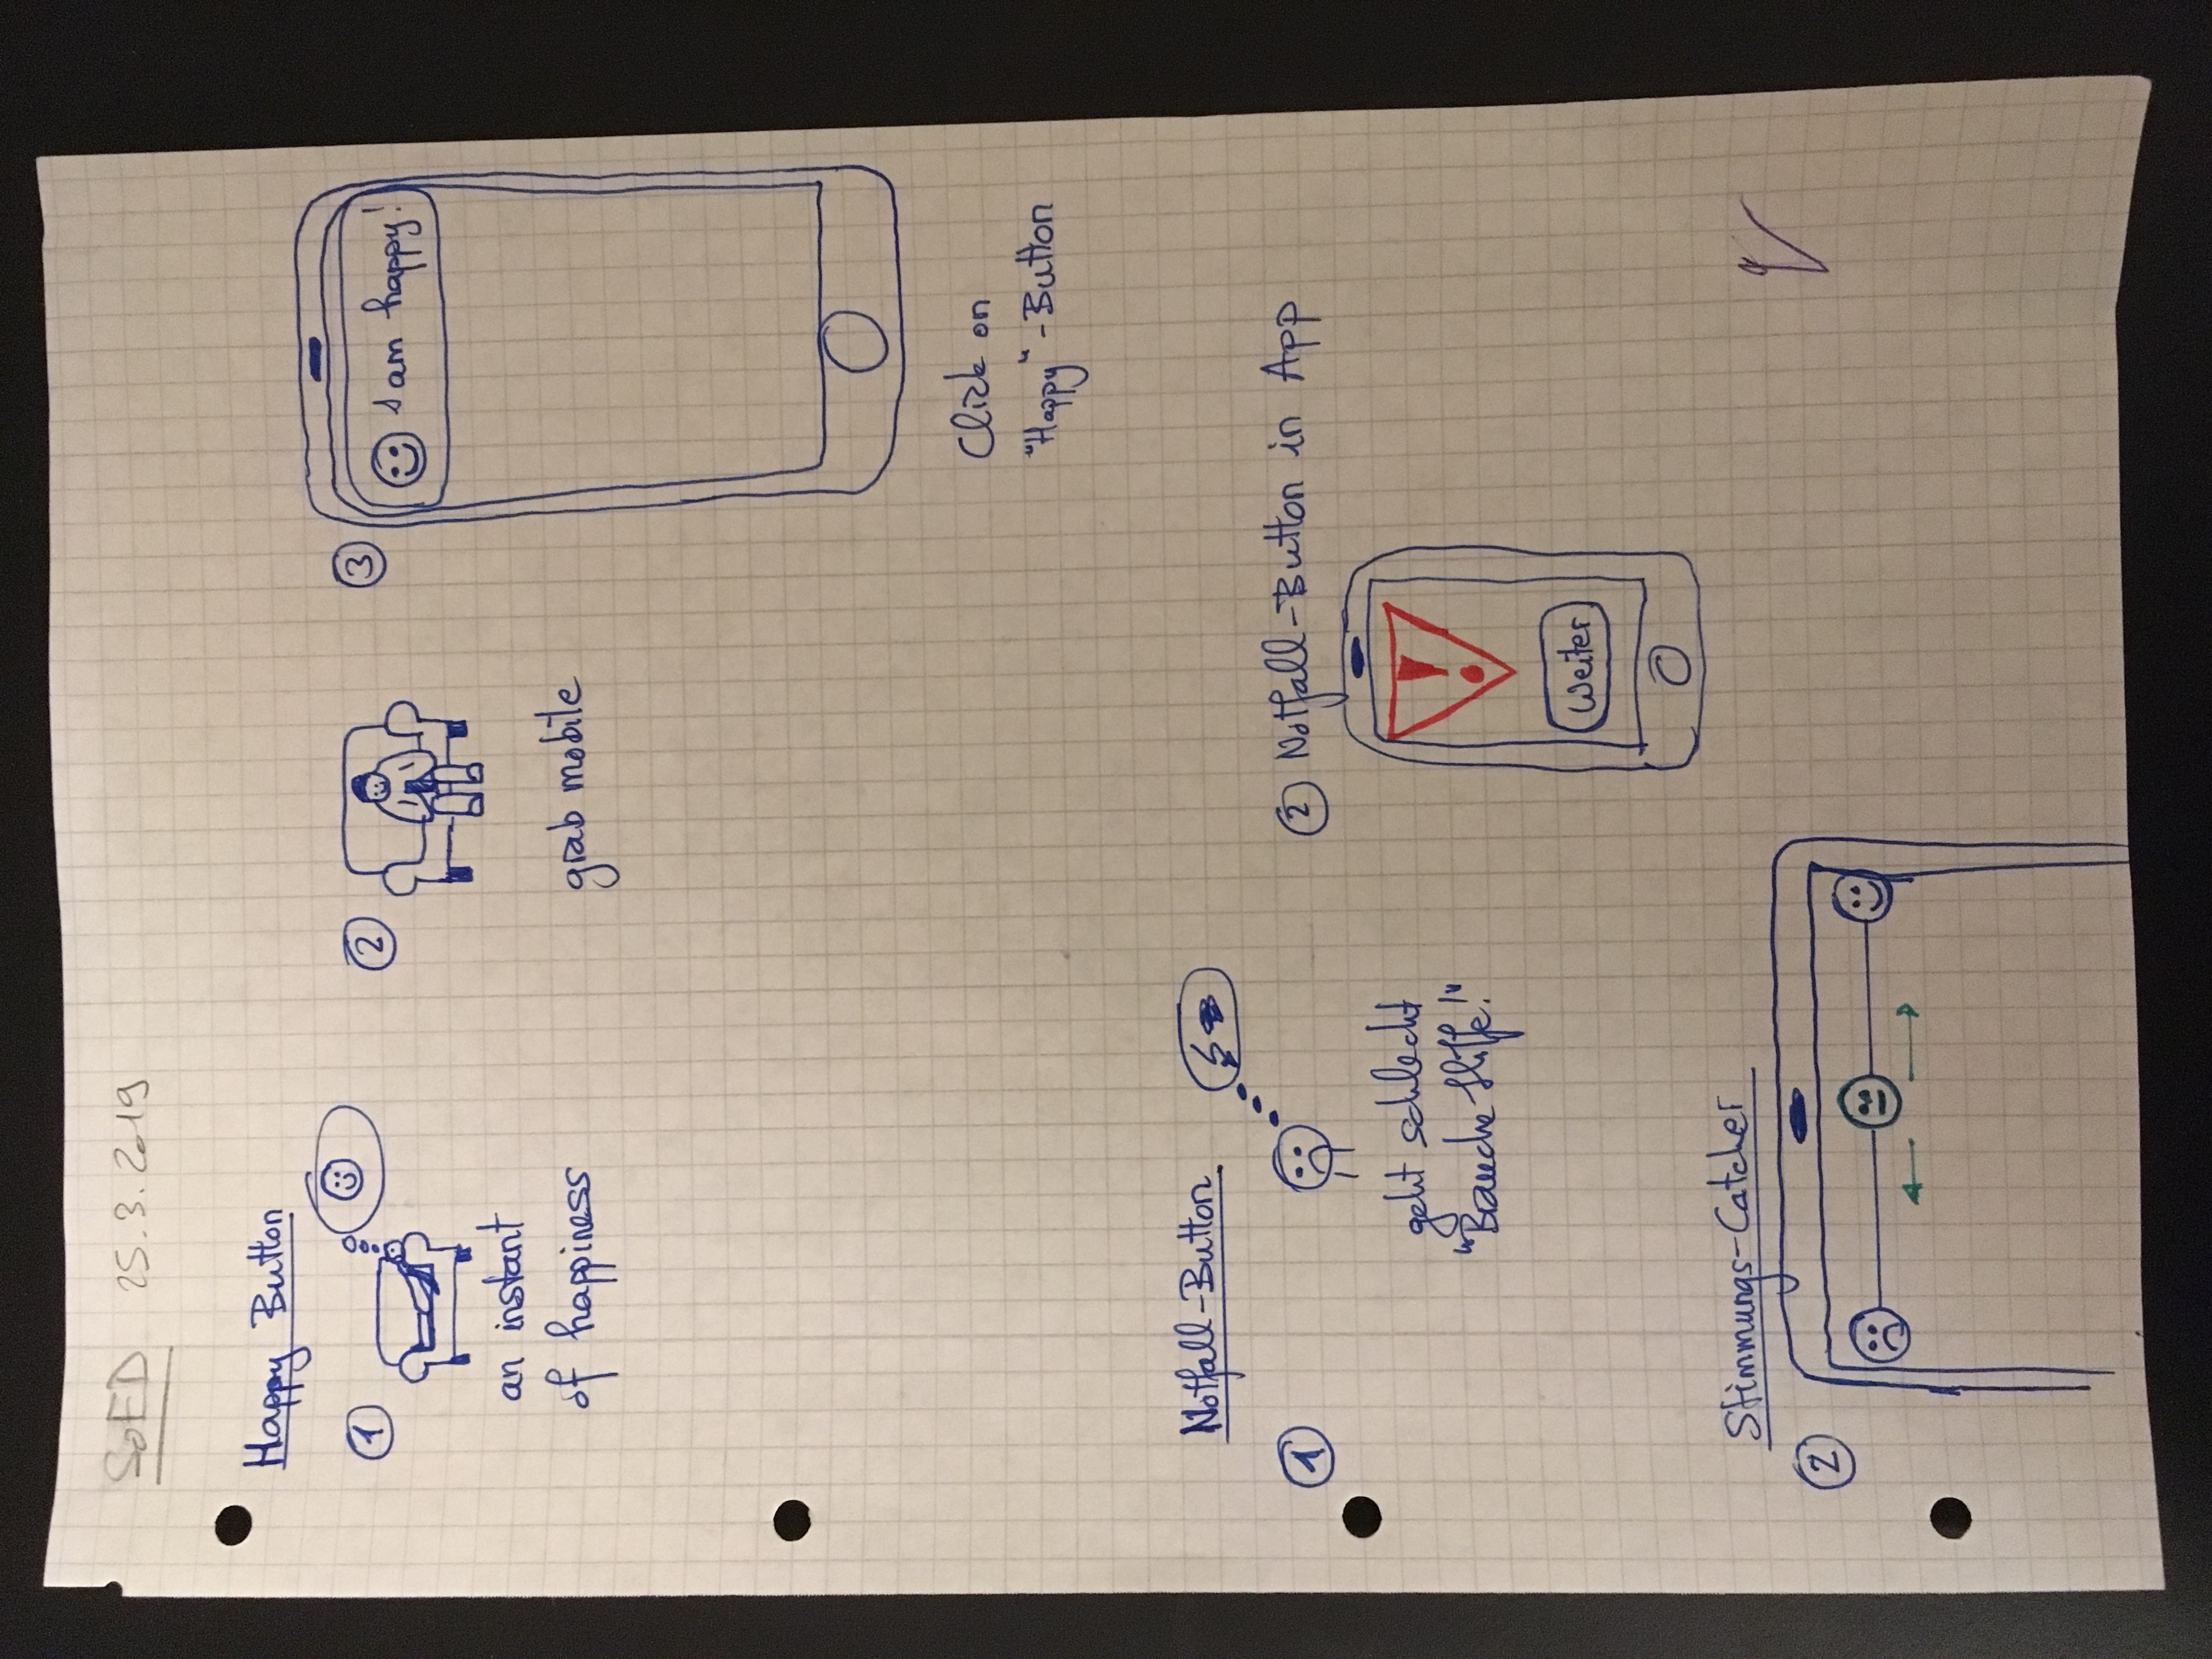 SoED 25.3.2019
Happy Button
1
an instant
of happiness
2
grab mobile
3
I am happy!
Click on
"Happy"-Button
Notfall-Button
1
geht schlecht
"Brauche Hilfe!"
2 Notfall-Button in App
!
Weiter
Stimmungs-Catcher
2